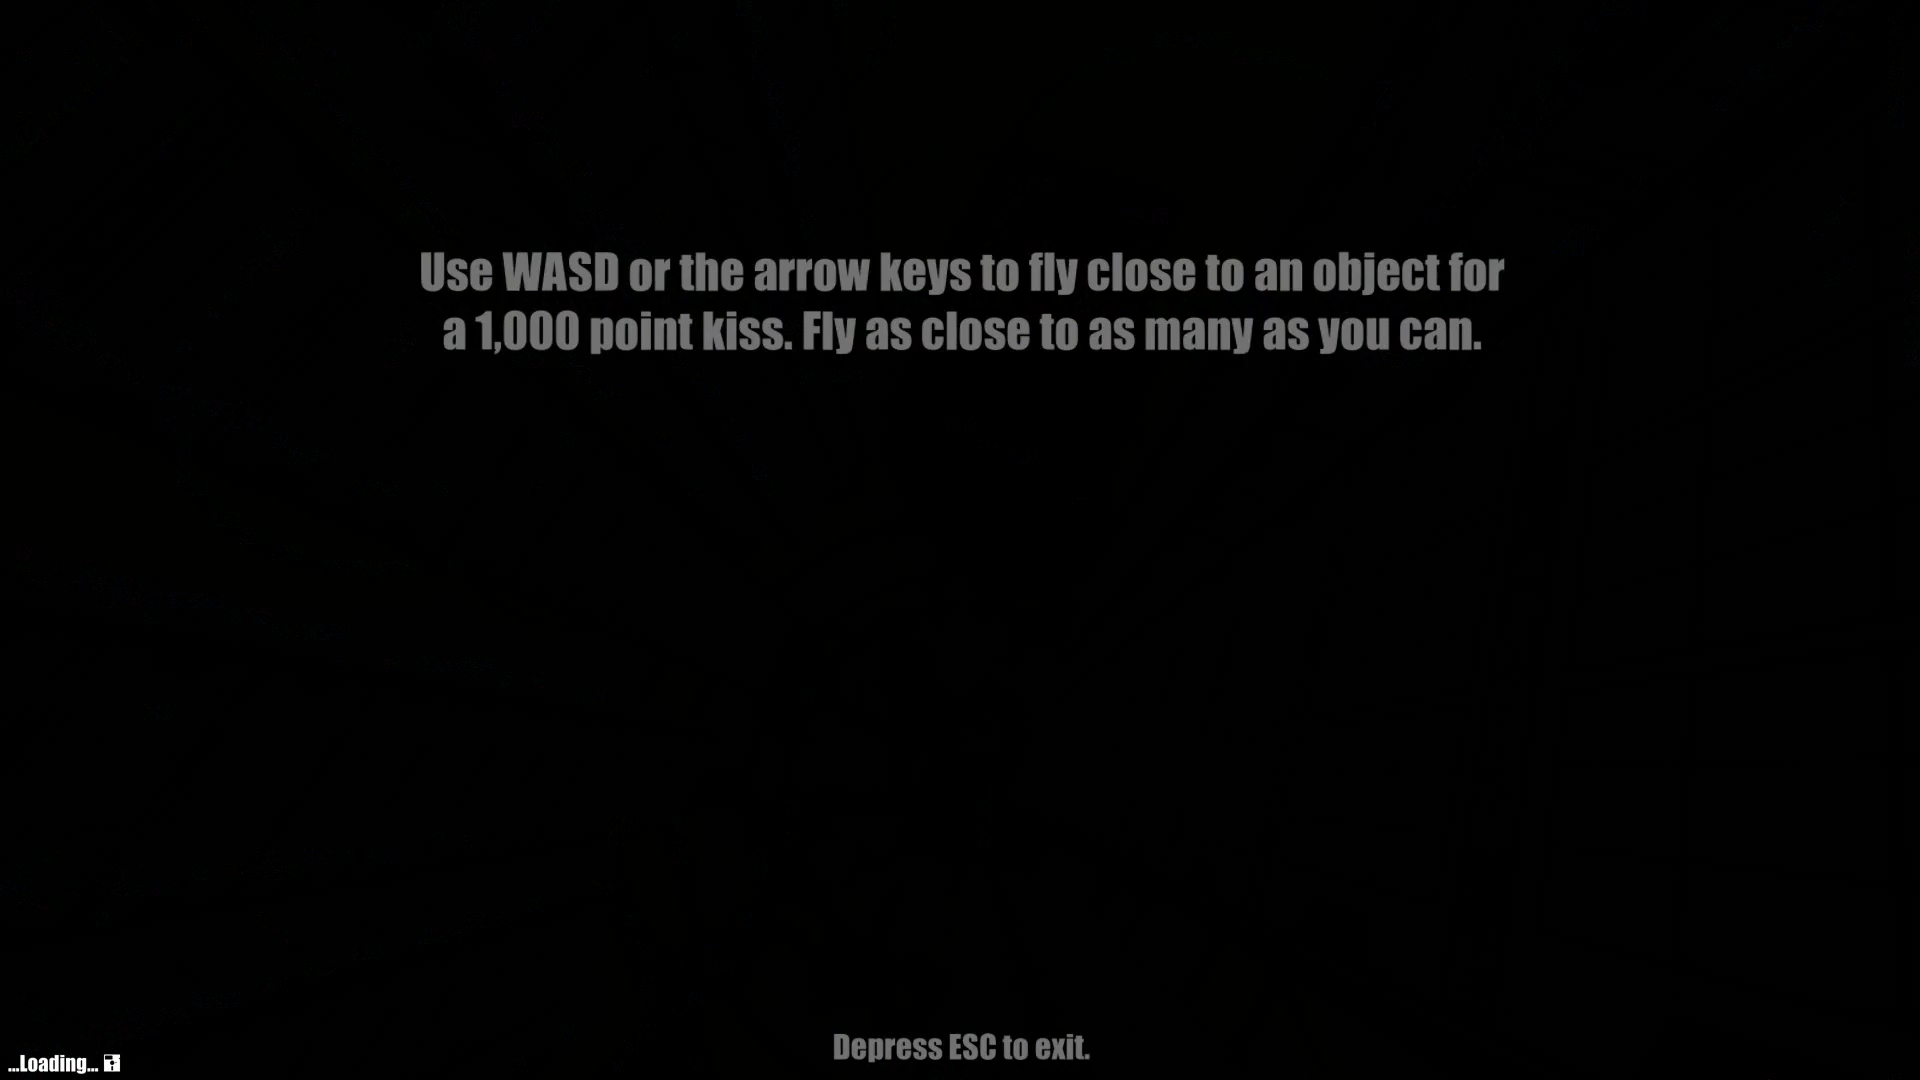 Use WASD or the arrow keys to fly close to an object for
a 1,000 point kiss. Fly as close to as many as you can.
Depress ESC to exit.
...Loading...